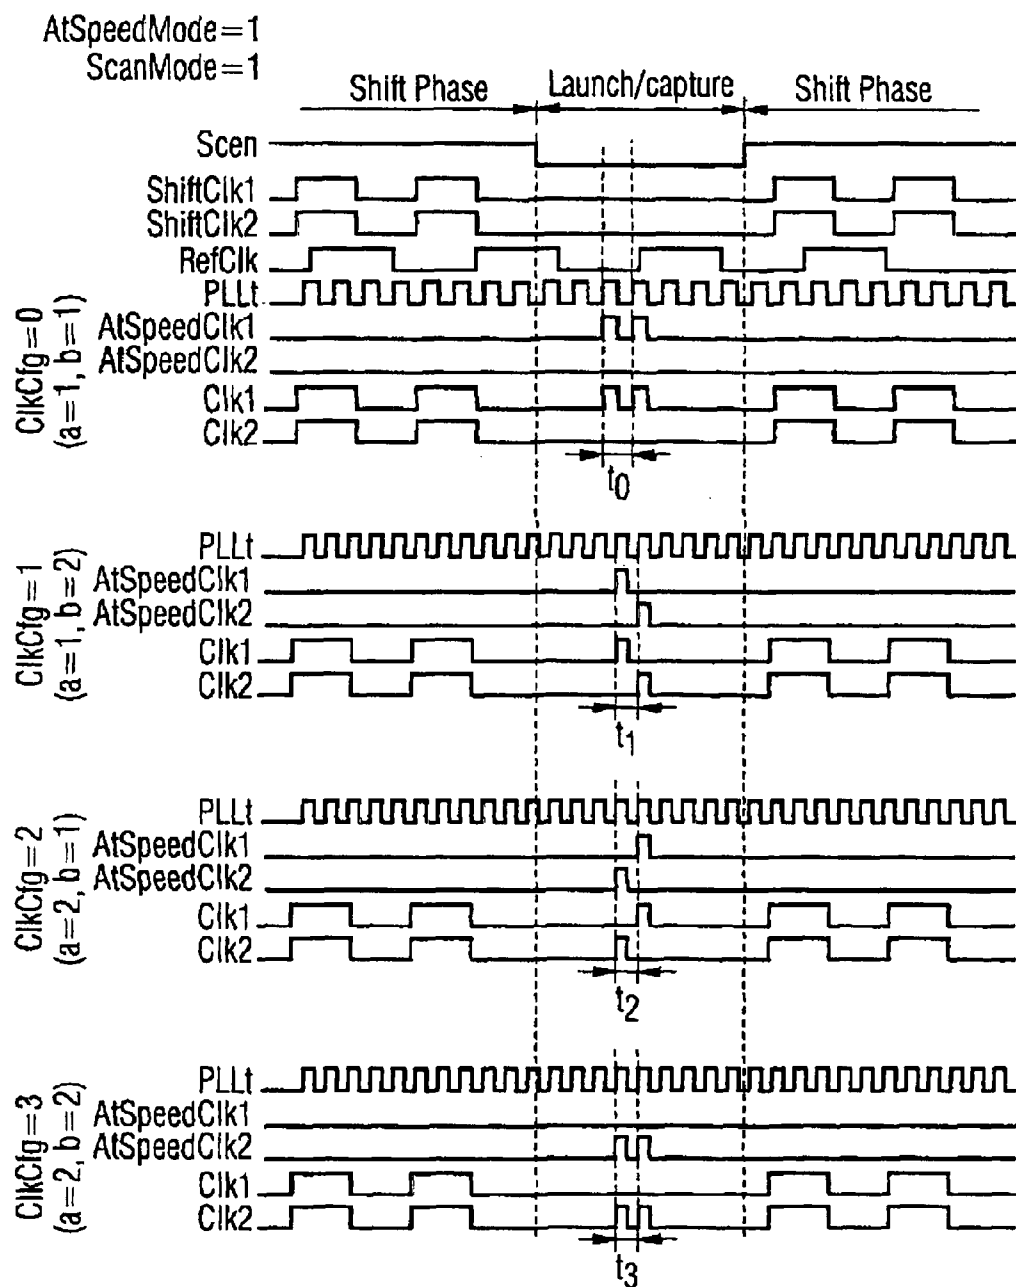 AtSpeedMode=1
ScanMode=1
Shift Phase
Launch/capture
Shift Phase
Scen
ShiftClk1
ShiftClk2
RefClk
ClkCfg=0
(a=1, b=1)
PLLt
AtSpeedClk1
AtSpeedClk2
Clk1
Clk2
t0
ClkCfg=1
(a=1, b=2)
PLLt
AtSpeedClk1
AtSpeedClk2
Clk1
Clk2
t1
ClkCfg=2
(a=2, b=1)
PLLt
AtSpeedClk1
AtSpeedClk2
Clk1
Clk2
t2
ClkCfg=3
(a=2, b=2)
PLLt
AtSpeedClk1
AtSpeedClk2
Clk1
Clk2
t3